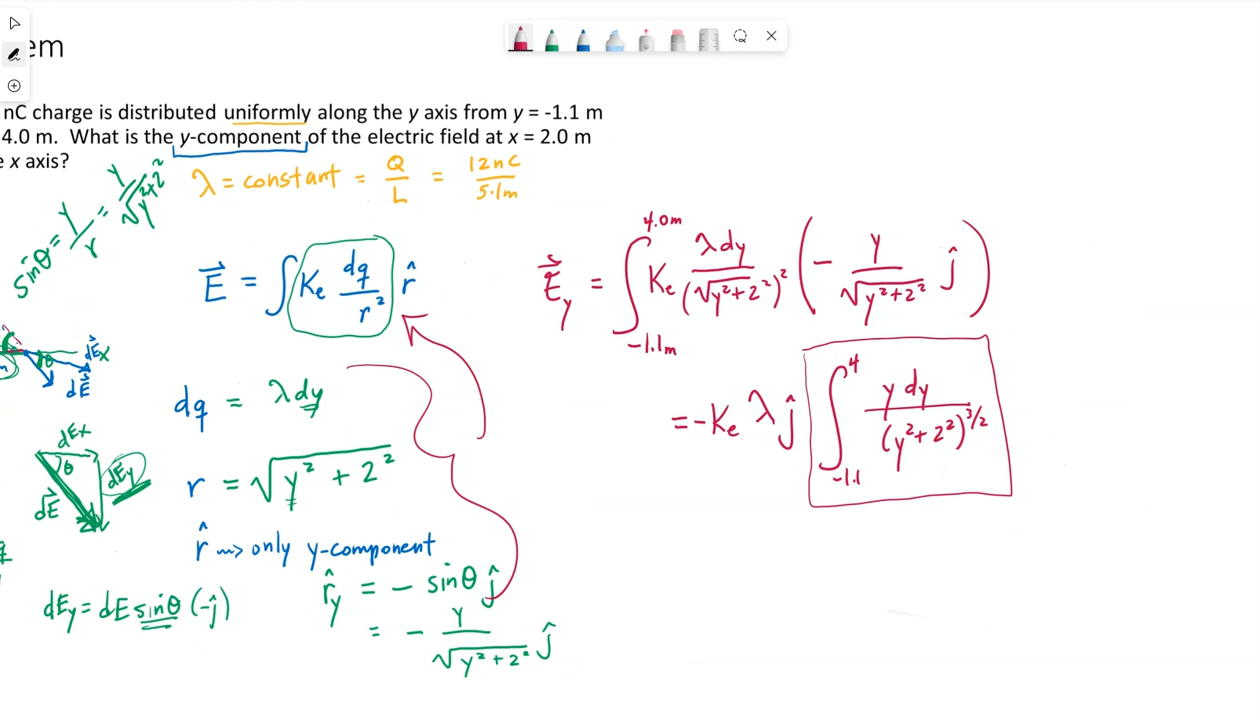 em
nC charge is distributed uniformly along the y axis from y = -1.1 m
4.0 m. What is the y-component of the electric field at x = 2.0 m
e x axis?
λ = constant = Q/L = 12nC/5.1m
sinθ = y/r = y/√y²+2²
E⃗ = ∫ Ke dq/r² r̂
dq = λdy
r = √y² + 2²
r̂ ⇝ only y-component
r̂y = - sinθ ĵ
= - y/√y²+2² ĵ
dEx
θ
dE⃗
dEx
θ
dEy
dE⃗
dEy = dE sinθ (-ĵ)
E⃗y = ∫ -1.1m 4.0m Ke λdy/(√y²+2²)² (- y/√y²+2² ĵ)
= -Ke λ ĵ ∫ -1.1 4 y dy/(y²+2²)^3/2